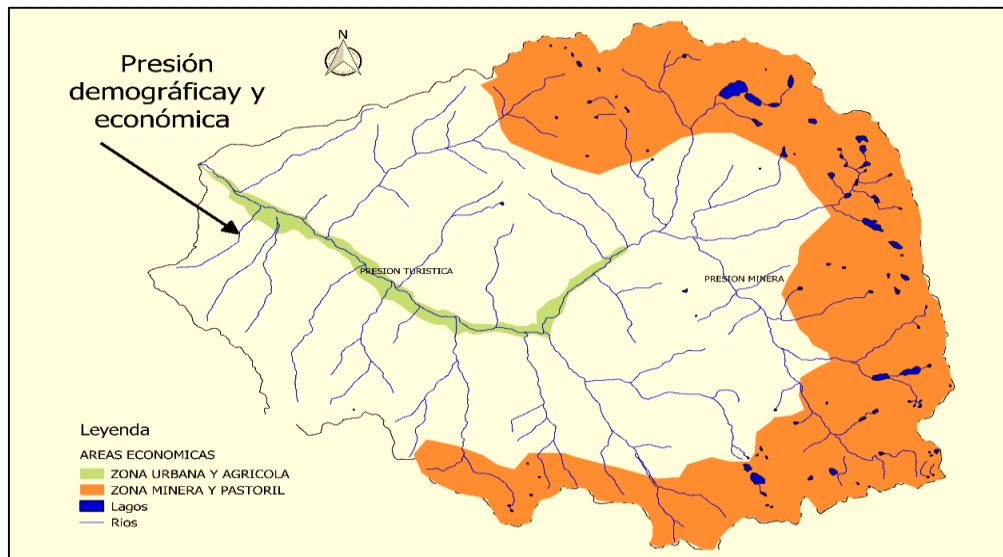 N
Presión
demográficay y
económica
PRESION TURISTICA
PRESION MINERA
Leyenda
AREAS ECONOMICAS
ZONA URBANA Y AGRICOLA
ZONA MINERA Y PASTORIL
Lagos
Rios